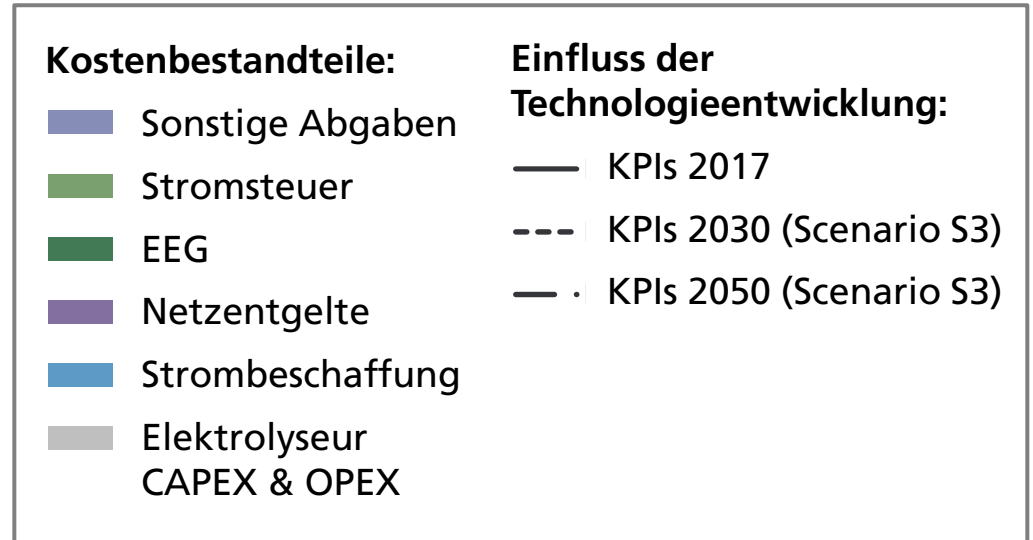 Kostenbestandteile:
Sonstige Abgaben
Stromsteuer
EEG
Netzentgelte
Strombeschaffung
Elektrolyseur
CAPEX & OPEX
Einfluss der
Technologieentwicklung:
KPIs 2017
KPIs 2030 (Scenario S3)
KPIs 2050 (Scenario S3)